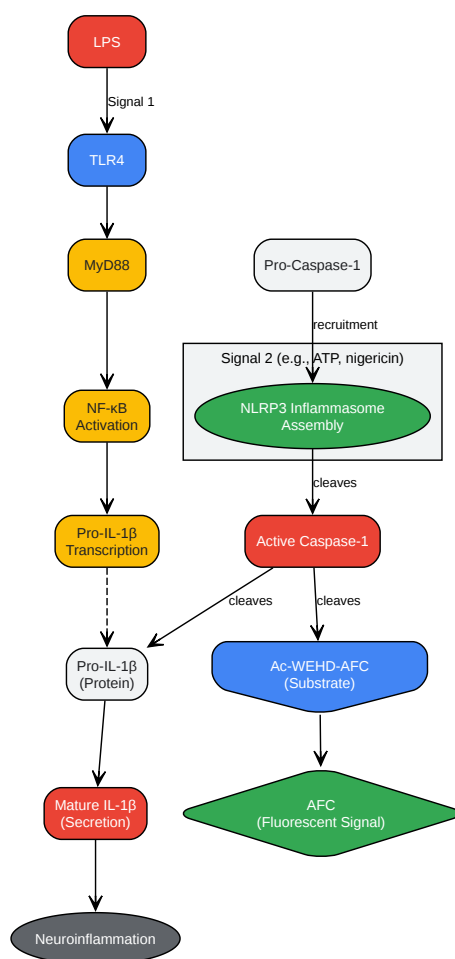 LPS
Signal 1
TLR4
MyD88
Pro-Caspase-1
recruitment
Signal 2 (e.g., ATP, nigericin)
NLRP3 Inflammasome
Assembly
NF-κB
Activation
cleaves
Pro-IL-1β
Transcription
Active Caspase-1
cleaves
cleaves
Pro-IL-1β
(Protein)
Ac-WEHD-AFC
(Substrate)
Mature IL-1β
(Secretion)
AFC
(Fluorescent Signal)
Neuroinflammation